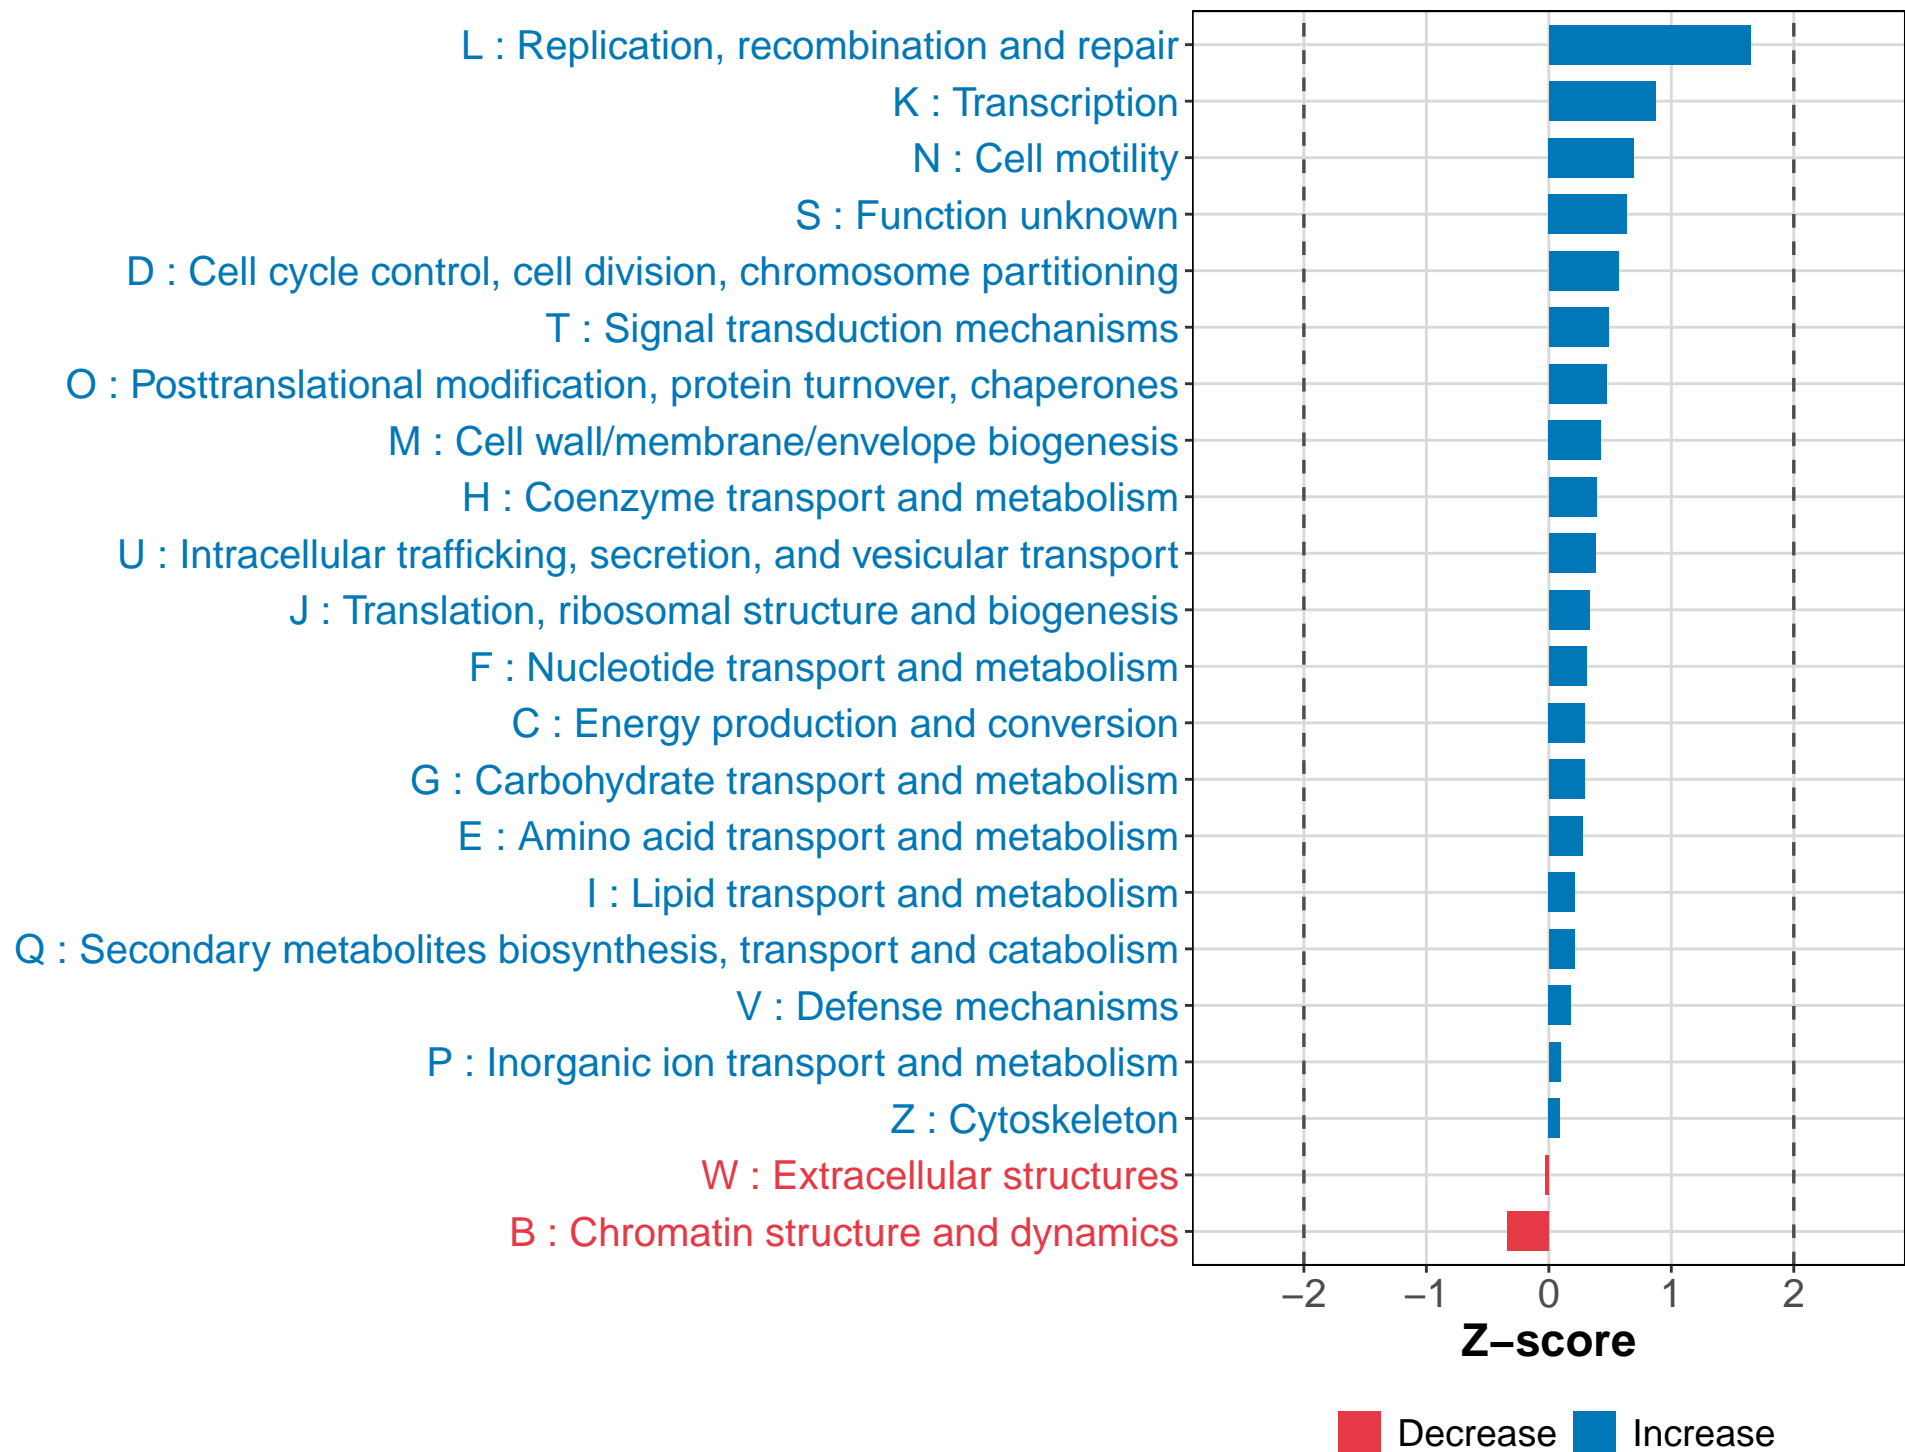 L : Replication, recombination and repair
K : Transcription
N : Cell motility
S : Function unknown
D : Cell cycle control, cell division, chromosome partitioning
T : Signal transduction mechanisms
O : Posttranslational modification, protein turnover, chaperones
M : Cell wall/membrane/envelope biogenesis
H : Coenzyme transport and metabolism
U : Intracellular trafficking, secretion, and vesicular transport
J : Translation, ribosomal structure and biogenesis
F : Nucleotide transport and metabolism
C : Energy production and conversion
G : Carbohydrate transport and metabolism
E : Amino acid transport and metabolism
I : Lipid transport and metabolism
Q : Secondary metabolites biosynthesis, transport and catabolism
V : Defense mechanisms
P : Inorganic ion transport and metabolism
Z : Cytoskeleton
W : Extracellular structures
B : Chromatin structure and dynamics
−2 −1 0 1 2
Z−score
Decrease Increase